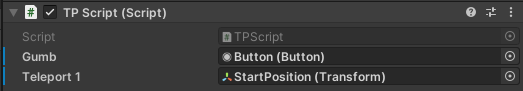 TP Script (Script)
Script TPScript
Gumb Button (Button)
Teleport 1 StartPosition (Transform)